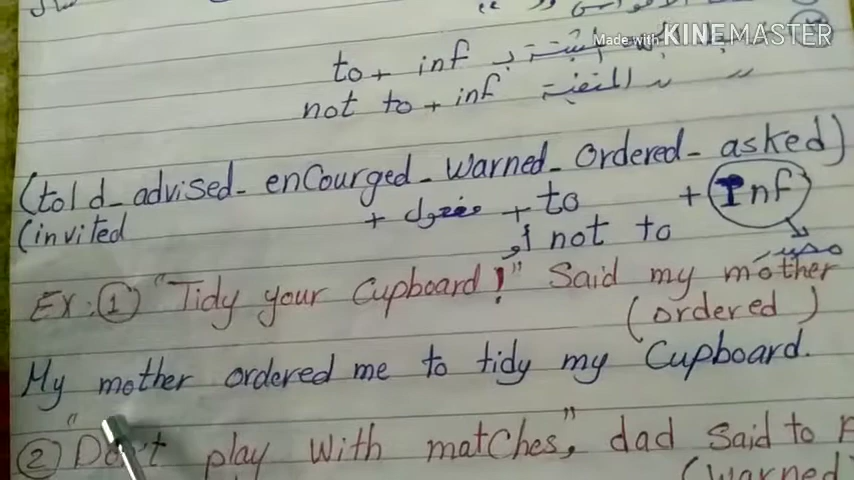 Made with KINEMASTER
to + inf
not to + inf المنفية
(told - advised - encourged - warned - ordered - asked)
(invited + مفعول + to + Inf
أو not to مصدر
Ex: ① "Tidy your Cupboard!" Said my mother
(ordered)
My mother ordered me to tidy my Cupboard.
② "Don't play with matches", dad said to
(warned